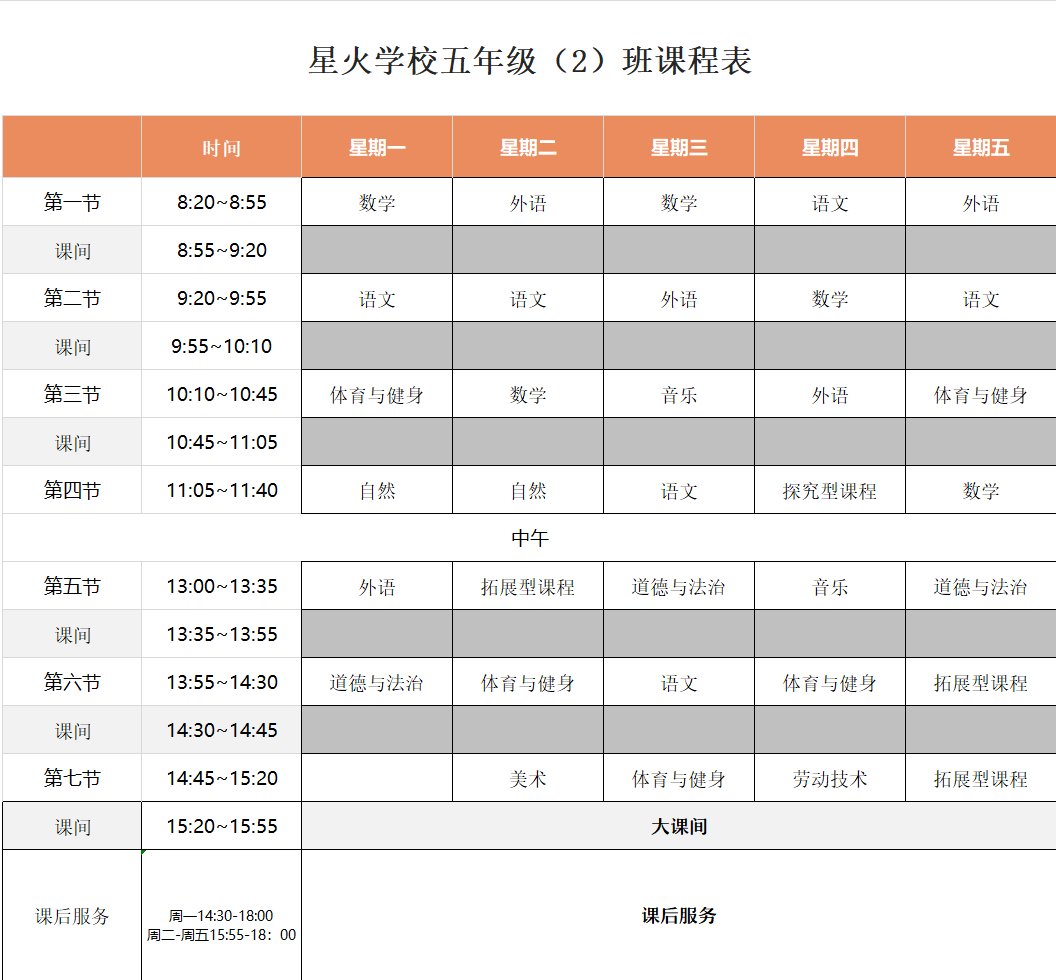 星火学校五年级（2）班课程表
时间 星期一 星期二 星期三 星期四 星期五
第一节 8:20~8:55 数学 外语 数学 语文 外语
课间 8:55~9:20
第二节 9:20~9:55 语文 语文 外语 数学 语文
课间 9:55~10:10
第三节 10:10~10:45 体育与健身 数学 音乐 外语 体育与健身
课间 10:45~11:05
第四节 11:05~11:40 自然 自然 语文 探究型课程 数学
中午
第五节 13:00~13:35 外语 拓展型课程 道德与法治 音乐 道德与法治
课间 13:35~13:55
第六节 13:55~14:30 道德与法治 体育与健身 语文 体育与健身 拓展型课程
课间 14:30~14:45
第七节 14:45~15:20 美术 体育与健身 劳动技术 拓展型课程
课间 15:20~15:55 大课间
课后服务 周一14:30-18:00 课后服务
周二-周五15:55-18：00